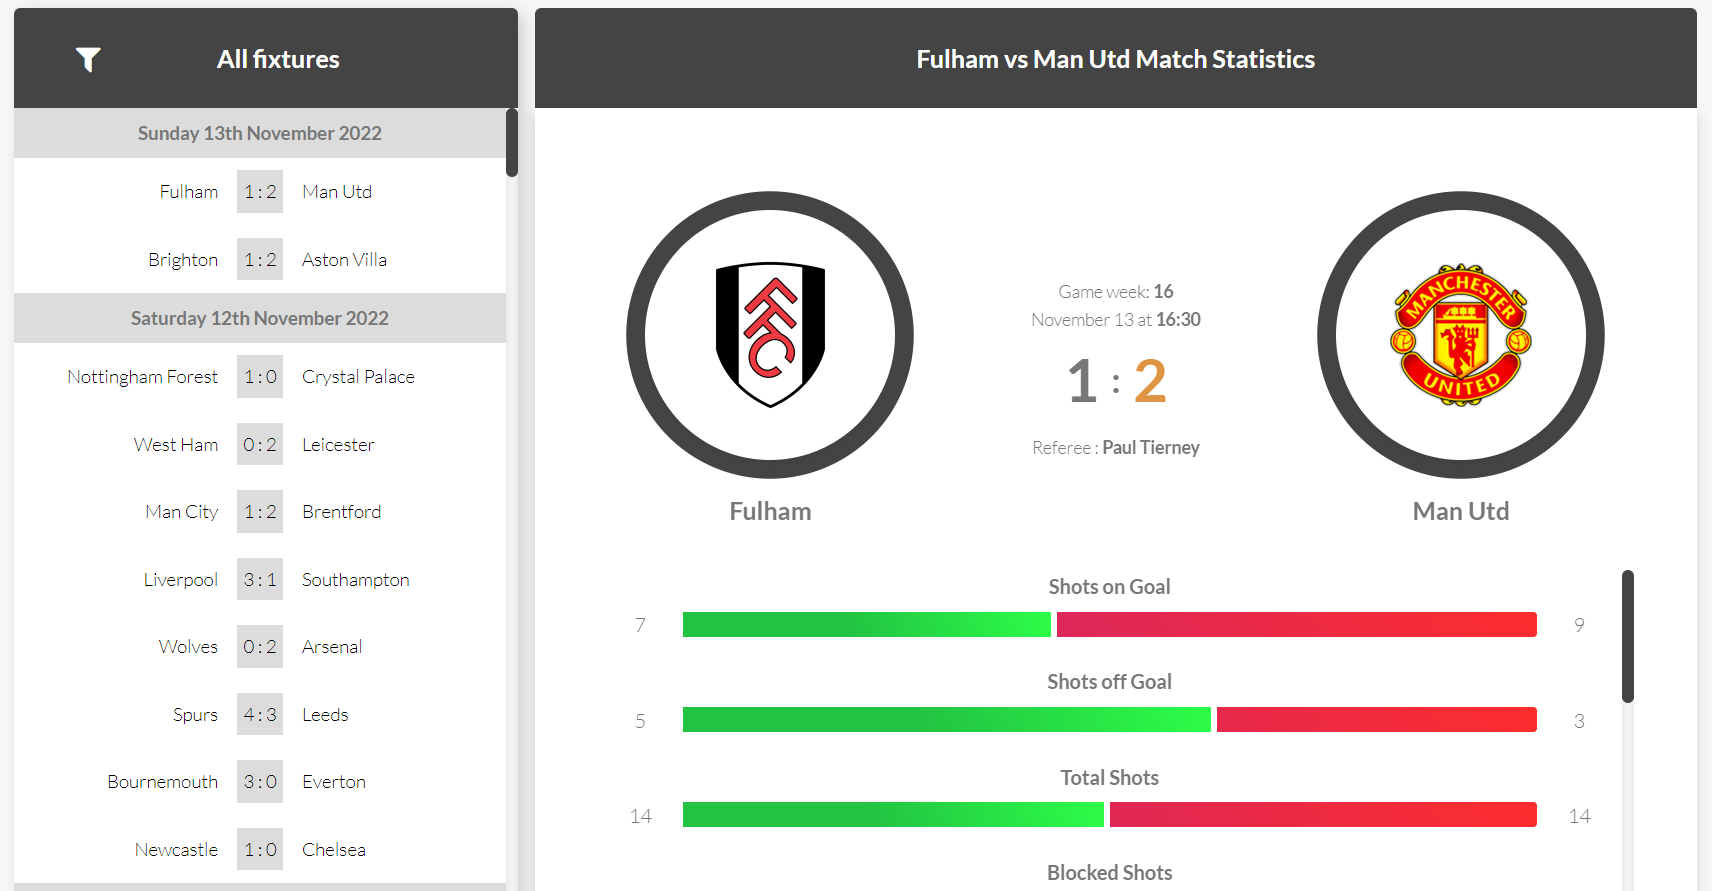 All fixtures
Sunday 13th November 2022
Fulham 1 : 2 Man Utd
Brighton 1 : 2 Aston Villa
Saturday 12th November 2022
Nottingham Forest 1 : 0 Crystal Palace
West Ham 0 : 2 Leicester
Man City 1 : 2 Brentford
Liverpool 3 : 1 Southampton
Wolves 0 : 2 Arsenal
Spurs 4 : 3 Leeds
Bournemouth 3 : 0 Everton
Newcastle 1 : 0 Chelsea
Fulham vs Man Utd Match Statistics
FFC
MANCHESTER
UNITED
Game week: 16
November 13 at 16:30
1 : 2
Referee : Paul Tierney
Fulham
Man Utd
Shots on Goal
7 9
Shots off Goal
5 3
Total Shots
14 14
Blocked Shots